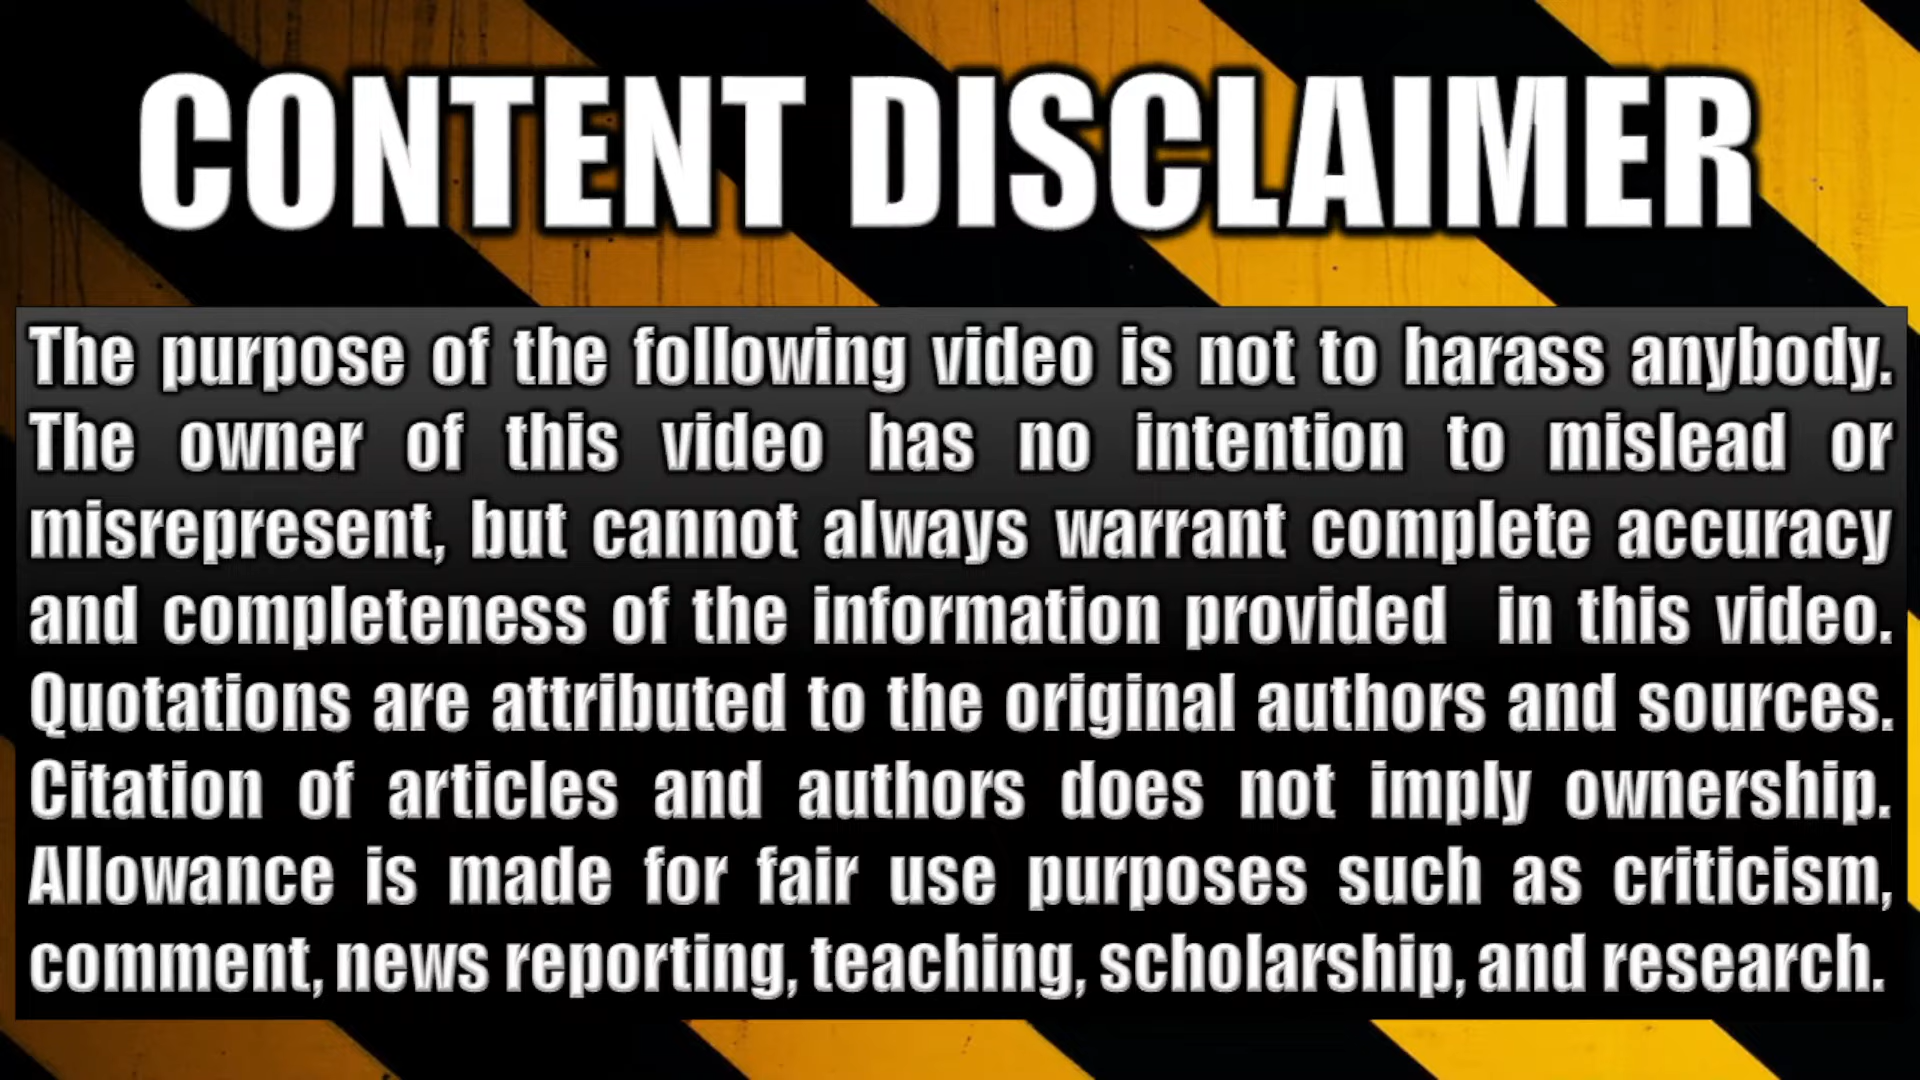 CONTENT DISCLAIMER
The purpose of the following video is not to harass anybody.
The owner of this video has no intention to mislead or
misrepresent, but cannot always warrant complete accuracy
and completeness of the information provided in this video.
Quotations are attributed to the original authors and sources.
Citation of articles and authors does not imply ownership.
Allowance is made for fair use purposes such as criticism,
comment, news reporting, teaching, scholarship, and research.